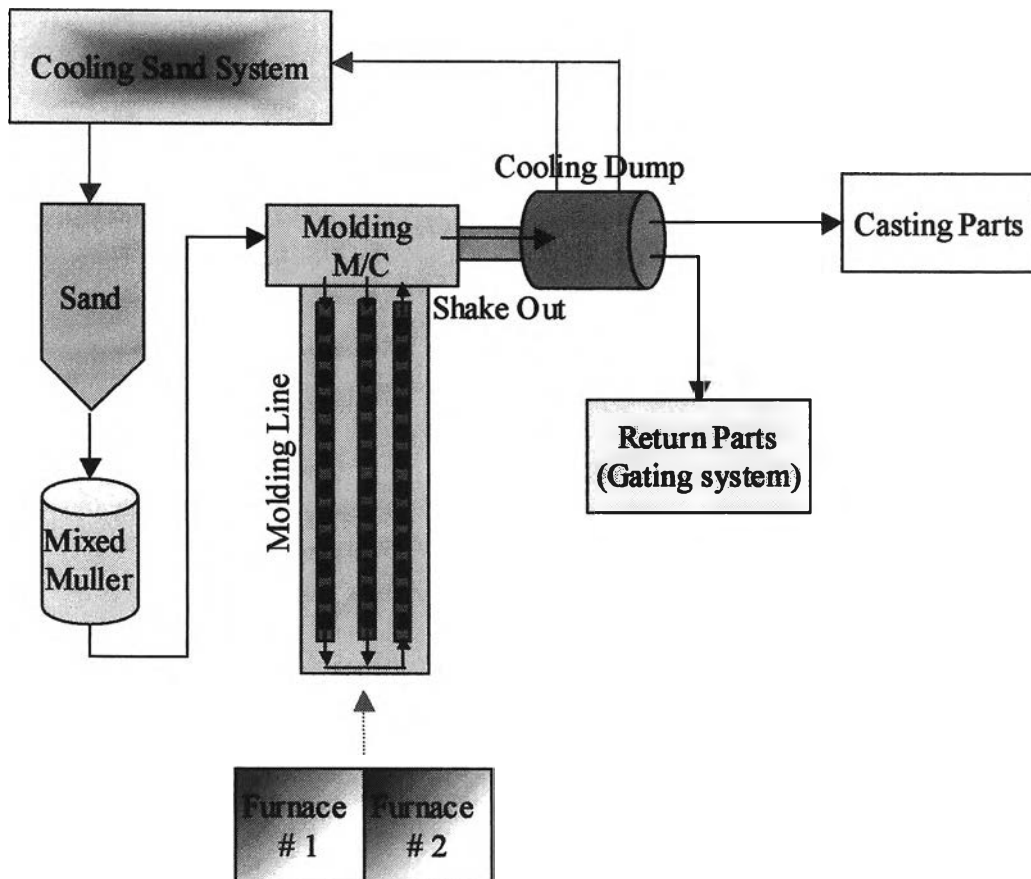 Cooling Sand System
Cooling Dump
Molding
M/C
Casting Parts
Sand
Shake Out
Molding Line
Return Parts
(Gating system)
Mixed
Muller
Furnace
# 1
Furnace
# 2